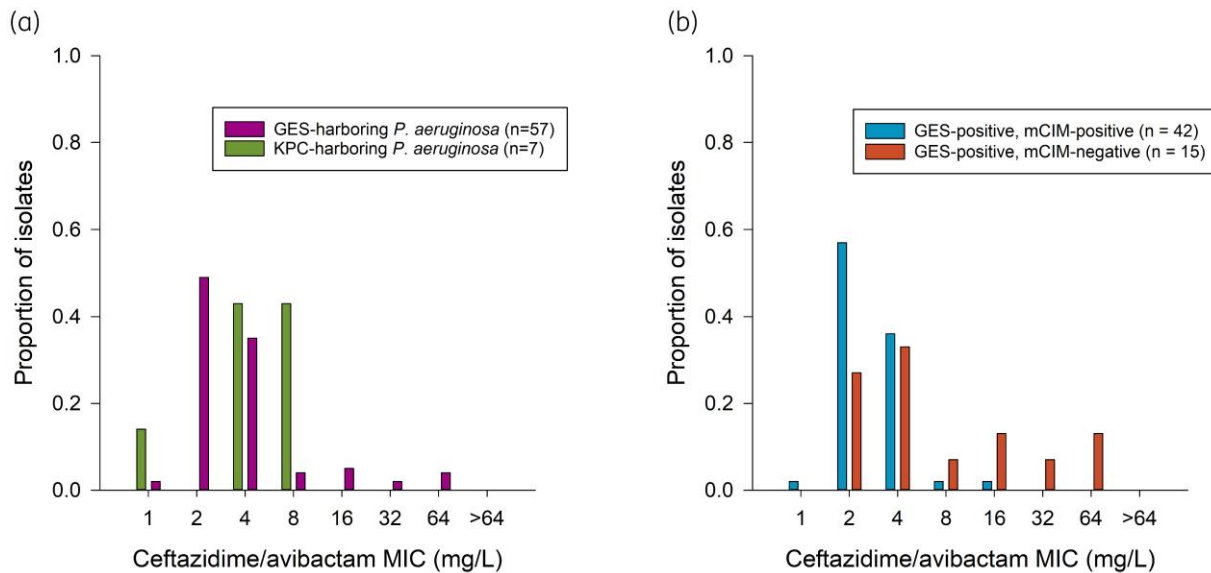 (a)
1.0
0.8
0.6
0.4
0.2
0.0
Proportion of isolates
GES-harboring P. aeruginosa (n=57)
KPC-harboring P. aeruginosa (n=7)
1 2 4 8 16 32 64 >64
Ceftazidime/avibactam MIC (mg/L)
(b)
1.0
0.8
0.6
0.4
0.2
0.0
Proportion of isolates
GES-positive, mCIM-positive (n = 42)
GES-positive, mCIM-negative (n = 15)
1 2 4 8 16 32 64 >64
Ceftazidime/avibactam MIC (mg/L)